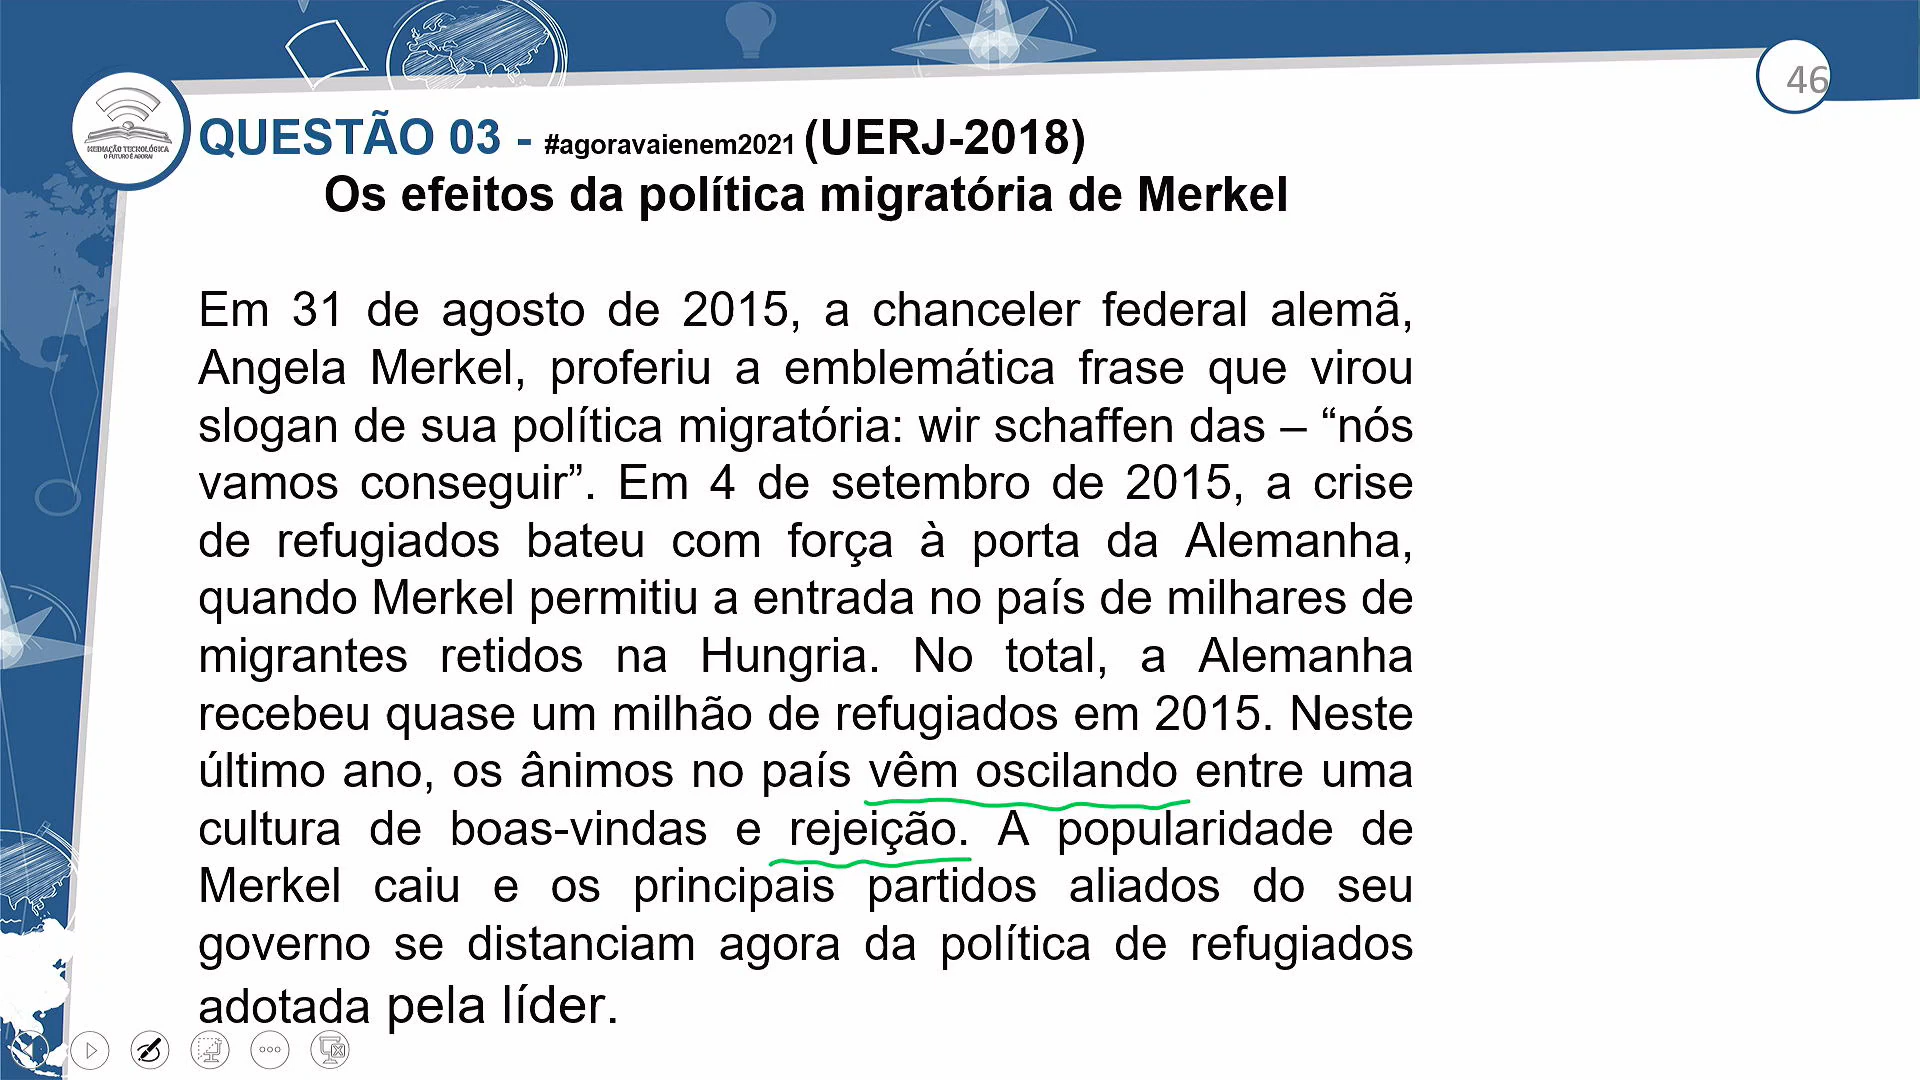 46
MEDIAÇÃO TECNOLÓGICA
O FUTURO É AGORA!
QUESTÃO 03 - #agoravaienem2021 (UERJ-2018)
Os efeitos da política migratória de Merkel
Em 31 de agosto de 2015, a chanceler federal alemã,
Angela Merkel, proferiu a emblemática frase que virou
slogan de sua política migratória: wir schaffen das – “nós
vamos conseguir”. Em 4 de setembro de 2015, a crise
de refugiados bateu com força à porta da Alemanha,
quando Merkel permitiu a entrada no país de milhares de
migrantes retidos na Hungria. No total, a Alemanha
recebeu quase um milhão de refugiados em 2015. Neste
último ano, os ânimos no país vêm oscilando entre uma
cultura de boas-vindas e rejeição. A popularidade de
Merkel caiu e os principais partidos aliados do seu
governo se distanciam agora da política de refugiados
adotada pela líder.